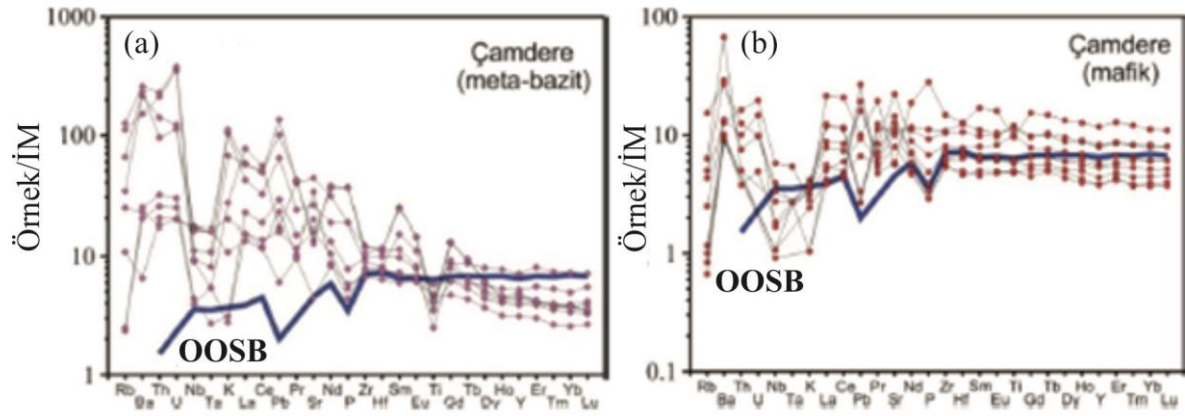 1000
100
10
1
Örnek/İM
(a)
Çamdere
(meta-bazit)
OOSB
Rb Ba Th U Nb Ta K La Ce Pb Pr Sr Nd P Zr Hf Sm Eu Ti Gd Tb Dy Ho Y Er Tm Yb Lu
100
10
1
0.1
Örnek/İM
(b)
Çamdere
(mafik)
OOSB
Rb Ba Th U Nb Ta K La Ce Pb Pr Sr Nd P Zr Hf Sm Eu Ti Gd Tb Dy Ho Y Er Tm Yb Lu